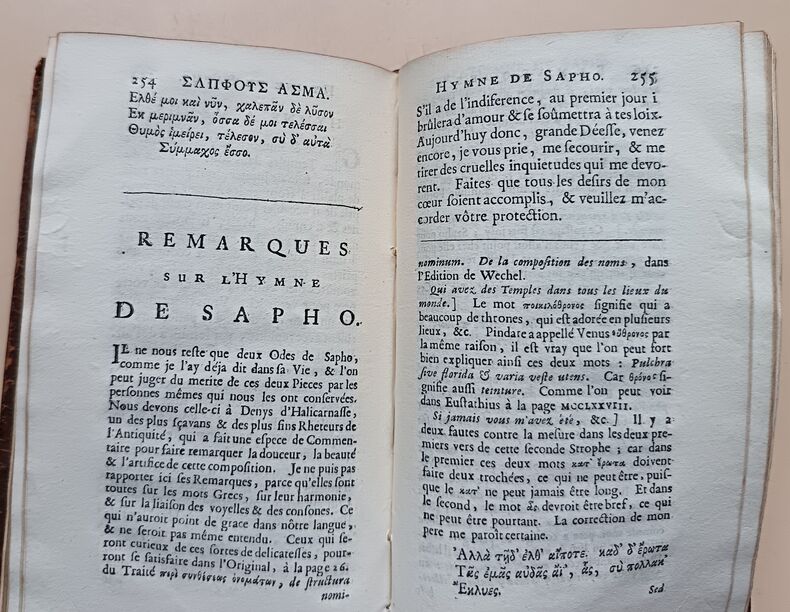 254 ΣΑΠΦΟΥΣ ΑΣΜΑ.
Ελθέ μοι καὶ νῦν, χαλεπᾶν δὲ λῦσον
Εκ μεριμνᾶν, ὅσσα δέ μοι τελέσσαι
Θυμὸς ἱμείρει, τέλεσον, σὺ δ' αὐτὰ
Σύμμαχος ἔσσο.
REMARQUES
SUR L'HYMNE
DE SAPHO.
IL ne nous reste que deux Odes de Sapho,
comme je l'ay déja dit dans sa Vie, & l'on
peut juger du merite de ces deux Pieces par les
personnes mêmes qui nous les ont conservées.
Nous devons celle-ci à Denys d'Halicarnasse,
un des plus sçavans & des plus fins Rheteurs de
l'Antiquité, qui a fait une espece de Commen-
taire pour faire remarquer la douceur, la beauté
& l'artifice de cette composition. Je ne puis pas
rapporter ici ses Remarques, parce qu'elles sont
toutes sur les mots Grecs, sur leur harmonie,
& sur la liaison des voyelles & des consones. Ce
qui n'auroit point de grace dans nôtre langue,
& ne seroit pas même entendu. Ceux qui se-
ront curieux de ces sortes de delicatesses, pour-
ront se satisfaire dans l'Original, à la page 26.
du Traité περὶ συνθέσεως ὀνομάτων, de structura
nomi-
HYMNE DE SAPHO. 255
S'il a de l'indiference, au premier jour i
brûlera d'amour & se soûmettra à tes loix.
Aujourd'huy donc, grande Déesse, venez
encore, je vous prie, me secourir, & me
tirer des cruelles inquietudes qui me devo-
rent. Faites que tous les desirs de mon
cœur soient accomplis, & veuillez m'ac-
corder vôtre protection.
nominum. De la composition des noms, dans
l'Edition de Wechel.
Qui avez des Temples dans tous les lieux du
monde.] Le mot ποικιλόθρονος signifie qui a
beaucoup de thrones, qui est adorée en plusieurs
lieux, &c. Pindare a appellé Venus εὔθρονος par
la même raison, il est vray que l'on peut fort
bien expliquer ainsi ces deux mots: Pulchra
sive florida & varia veste utens. Car θρόνος si-
gnifie aussi teinture. Comme l'on peut voir
dans Eustathius à la page MCCLXXVIII.
Si jamais vous m'avez été, &c.] Il y a
deux fautes contre la mesure dans les deux pre-
miers vers de cette seconde Strophe; car dans
le premier ces deux mots κατ' ἔρωτα doivent
faire deux trochées, ce qui ne peut être, puis-
que le κατ' ne peut jamais être long. Et dans
le second, le mot ἆς devroit être bref, ce qui
ne peut être pourtant. La correction de mon
pere me paroît certaine.
Ἀλλὰ τῇδ' ἐλθ' αἴποτε. καδ' δ' ἔρωτα
Τᾶς ἐμᾶς αὐδᾶς ἄϊ', ἇς, σὺ πολλάκ'
Ἔκλυες. Sed